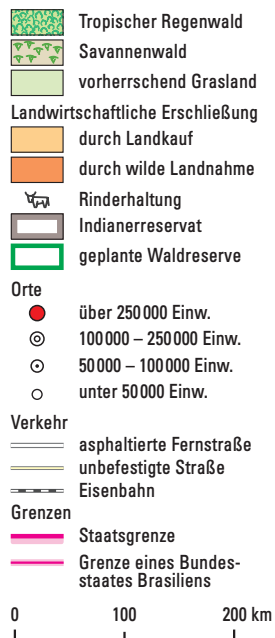 Tropischer Regenwald
Savannenwald
vorherrschend Grasland
Landwirtschaftliche Erschließung
durch Landkauf
durch wilde Landnahme
Rinderhaltung
Indianerreservat
geplante Waldreserve
Orte
über 250 000 Einw.
100 000 – 250 000 Einw.
50 000 – 100 000 Einw.
unter 50 000 Einw.
Verkehr
asphaltierte Fernstraße
unbefestigte Straße
Eisenbahn
Grenzen
Staatsgrenze
Grenze eines Bundes-
staates Brasiliens
0 100 200 km